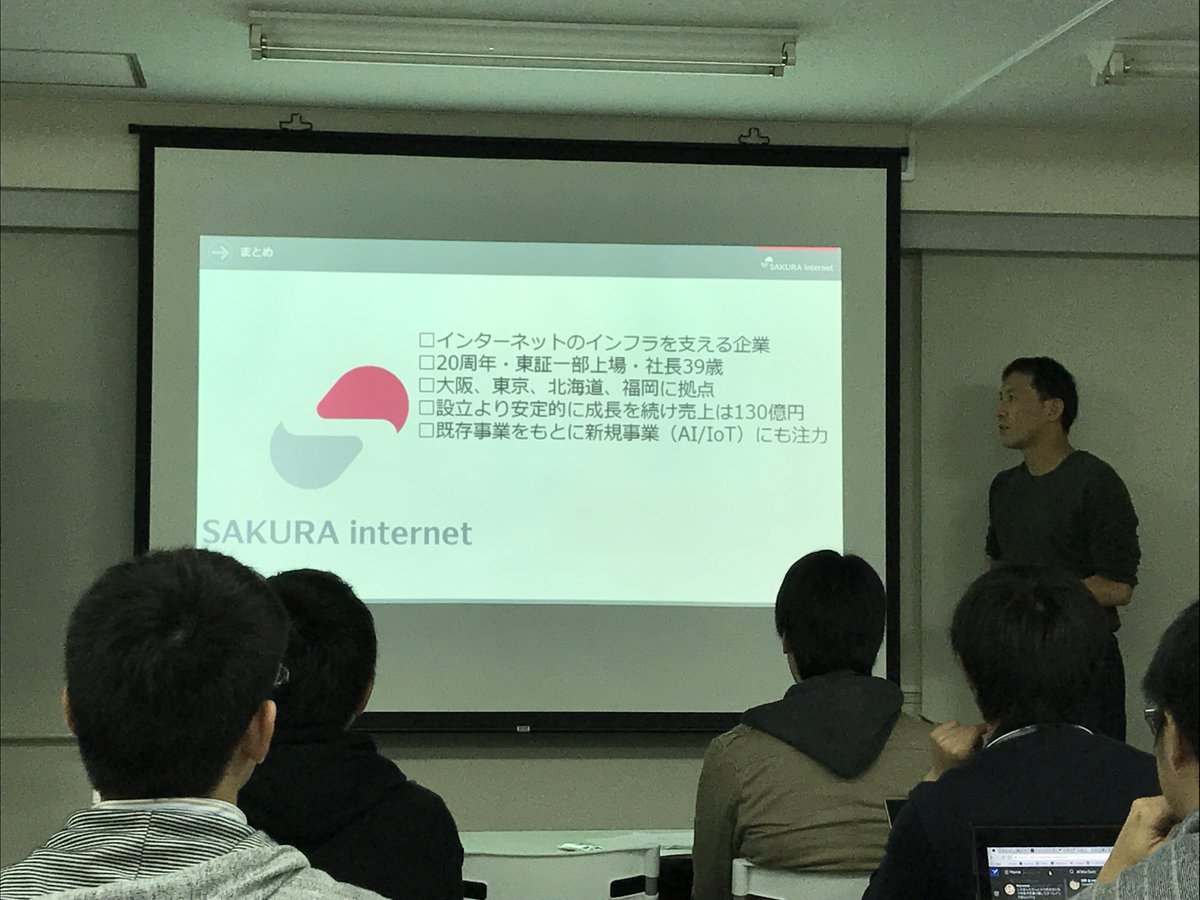 まとめ
SAKURA internet
□インターネットのインフラを支える企業
□20周年・東証一部上場・社長39歳
□大阪、東京、北海道、福岡に拠点
□設立より安定的に成長を続け売上は130億円
□既存事業をもとに新規事業（AI/IoT）にも注力
SAKURA internet
Home